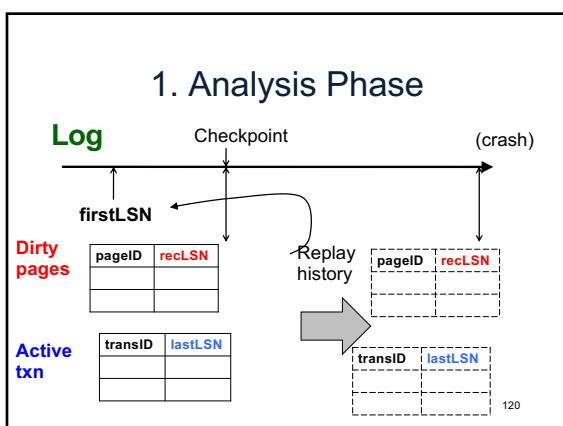 1. Analysis Phase
Log
Checkpoint
(crash)
firstLSN
Dirty
pages
pageID recLSN
Replay
history
pageID recLSN
Active
txn
transID lastLSN
transID lastLSN
120